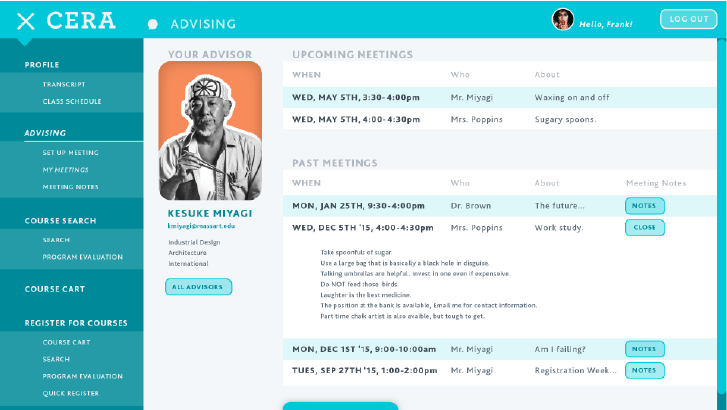 CERA
ADVISING
Hello, Frank!
LOG OUT
PROFILE
TRANSCRIPT
CLASS SCHEDULE
ADVISING
SET UP MEETING
MY MEETINGS
MEETING NOTES
COURSE SEARCH
SEARCH
PROGRAM EVALUATION
COURSE CART
REGISTER FOR COURSES
COURSE CART
SEARCH
PROGRAM EVALUATION
QUICK REGISTER
YOUR ADVISOR
KESUKE MIYAGI
kmiyagi@massart.edu
Industrial Design
Architecture
International
ALL ADVISORS
UPCOMING MEETINGS
WHEN Who About
WED, MAY 5TH, 3:30-4:00pm Mr. Miyagi Waxing on and off
WED, MAY 5TH, 4:00-4:30pm Mrs. Poppins Sugary spoons.
PAST MEETINGS
WHEN Who About Meeting Notes
MON, JAN 25TH, 9:30-4:00pm Dr. Brown The future... NOTES
WED, DEC 5TH '15, 4:00-4:30pm Mrs. Poppins Work study. CLOSE
Take spoonfuls of sugar.
Use a large bag that is basically a black hole in disguise.
Talking umbrellas are helpful. Invest in one even if expensive.
Do NOT feed those birds.
Laughter is the best medicine.
The position at the bank is available, Email me for contact information.
Part time chalk artist is also avaible, but tough to get.
MON, DEC 1ST '15, 9:00-10:00am Mr. Miyagi Am I failing? NOTES
TUES, SEP 27TH '15, 1:00-2:00pm Mr. Miyagi Registration Week... NOTES